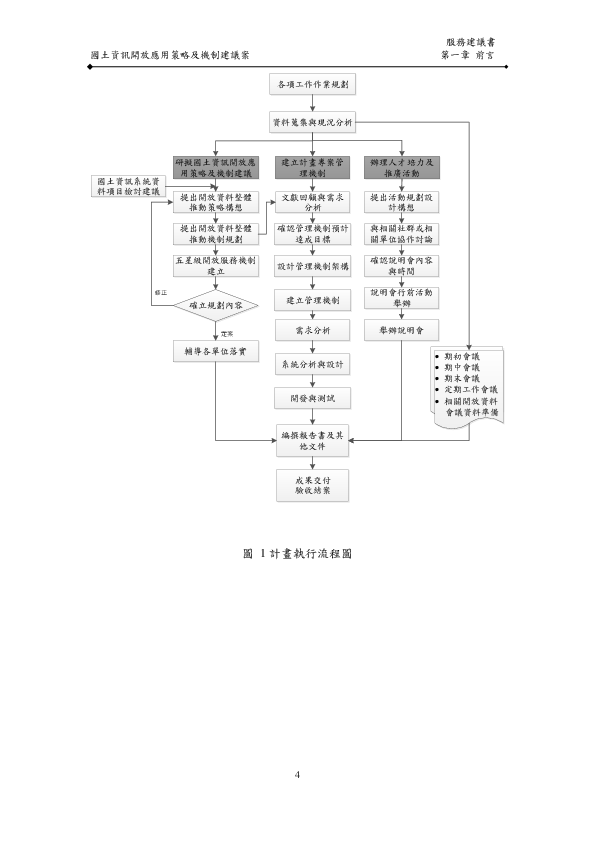 服務建議書
國土資訊開放應用策略及機制建議案
第一章 前言
各項工作作業規劃
資料蒐集與現況分析
研擬國土資訊開放應
用策略及機制建議
建立計畫專案管
理機制
辦理人才培力及
推廣活動
國土資訊系統資
料項目檢討建議
提出開放資料整體
推動策略構想
文獻回顧與需求
分析
提出活動規劃設
計構想
提出開放資料整體
推動機制規劃
確認管理機制預計
達成目標
與相關社群或相
關單位協作討論
五星級開放服務機制
建立
設計管理機制架構
確認說明會內容
與時間
修正
確立規劃內容
建立管理機制
說明會行前活動
舉辦
定案
需求分析
舉辦說明會
輔導各單位落實
系統分析與設計
● 期初會議
● 期中會議
● 期末會議
● 定期工作會議
● 相關開放資料
會議資料準備
開發與測試
編撰報告書及其
他文件
成果交付
驗收結案
圖 1 計畫執行流程圖
4